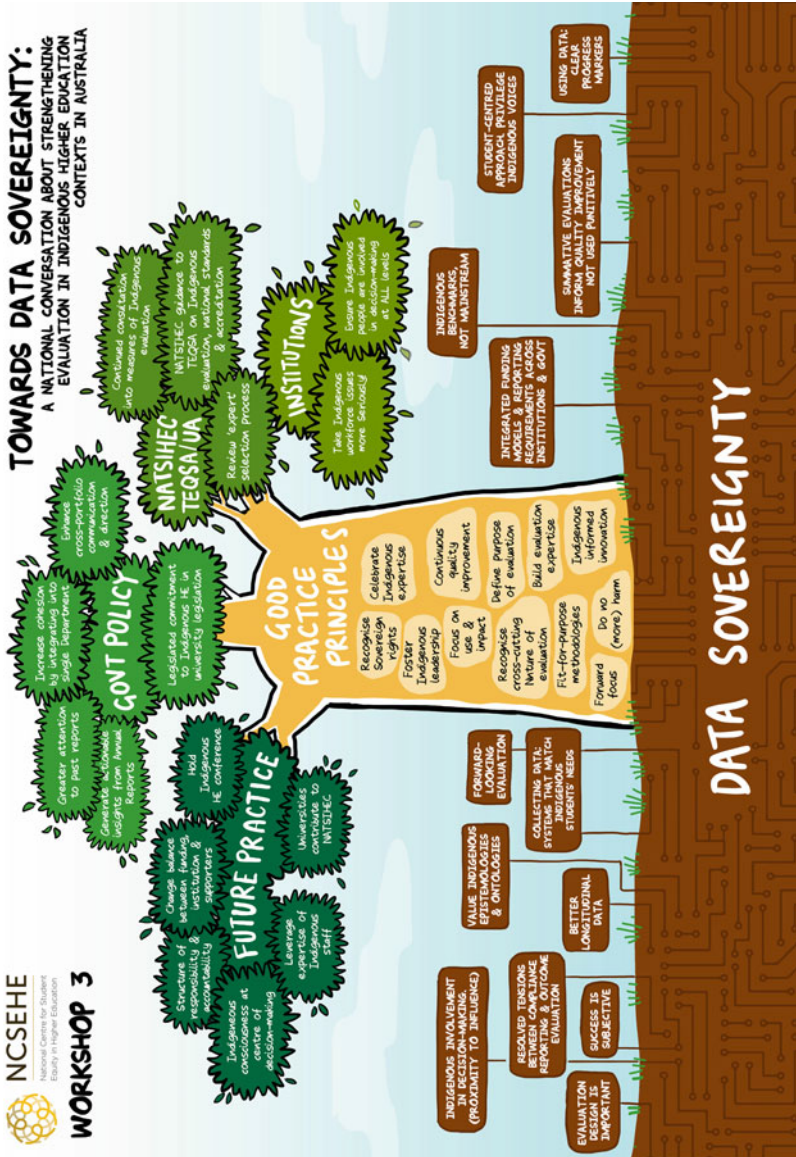 NCSEHE
National Centre for Student
Equity in Higher Education
WORKSHOP 3
TOWARDS DATA SOVEREIGNTY:
A NATIONAL CONVERSATION ABOUT STRENGTHENING
EVALUATION IN INDIGENOUS HIGHER EDUCATION
CONTEXTS IN AUSTRALIA
FUTURE PRACTICE
Structure of
responsibility &
accountability
Change balance
between funding,
institution &
supporters
Hold
Indigenous
HE conference
Indigeneous
consciousness at
centre of
decision-making
Leverage
expertise of
Indigenous
staff
Universities
contribute to
NATSIHEC
GOVT POLICY
Greater attention
to past reports
Generate actionable
insights from Annual
Reports
Increase cohesion
by integrating into
single Department
Enhance
cross-portfolio
communication
& direction
Legislated commitment
to Indigenous HE in
university legislation
NATSIHEC
TEQSA/UA
Continued consultation
into measures of Indigenous
evaluation
NATSIHEC guidance to
TEQSA on Indigenous
evaluation, national standards
& accreditation
Review 'expert'
selection process
INSTITUTIONS
Take Indigenous
workforce issues
more seriously!
Ensure Indigenous
people are involved
in decision-making
at ALL levels
GOOD
PRACTICE
PRINCIPLES
Recognise
Sovereign
rights
Celebrate
Indigenous
expertise
Foster
Indigenous
leadership
Focus on
use &
impact
Continuous
quality
improvement
Recognise
cross-cutting
Nature of
evaluation
Define Purpose
of evaluation
Fit-for-purpose
methodologies
Build evaluation
expertise
Forward
focus
Do no
(more) harm
Indigenous
informed
innovation
INDIGENOUS INVOLVEMENT
IN DECISION-MAKING,
(PROXIMITY TO INFLUENCE)
VALUE INDIGENOUS
EPISTEMOLOGIES
& ONTOLOGIES
FORWARD-
LOOKING
EVALUATION
RESOLVED TENSIONS
BETWEEN COMPLIANCE
REPORTING & OUTCOME
EVALUATION
COLLECTING DATA:
SYSTEMS THAT MATCH
INDIGENOUS
STUDENTS' NEEDS
EVALUATION
DESIGN IS
IMPORTANT
SUCCESS IS
SUBJECTIVE
BETTER
LONGITUDINAL
DATA
INDIGENOUS
BENCHMARKS,
NOT MAINSTREAM
STUDENT-CENTRED
APPROACH, PRIVILEGE
INDIGENOUS VOICES
INTEGRATED FUNDING
MODELS & REPORTING
REQUIREMENTS ACROSS
INSTITUTIONS & GOVT
SUMMATIVE EVALUATIONS
INFORM QUALITY IMPROVEMENT
NOT USED PUNITIVELY
USING DATA:
CLEAR
PROGRESS
MARKERS
DATA SOVEREIGNTY